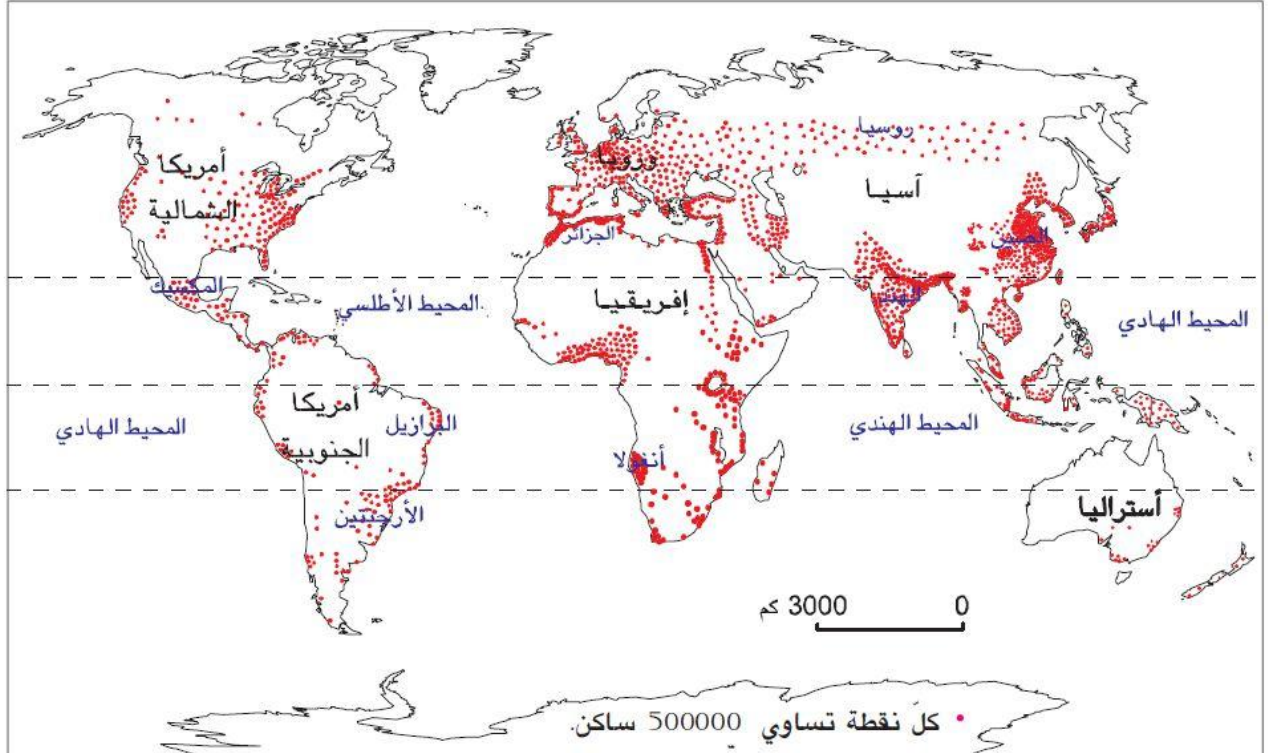 روسيا
أمريكا
الشمالية
وروپا
آسيا
الجزائر
الصين
المكسيك
المحيط الأطلسي
إفريقيا
الهند
المحيط الهادي
المحيط الهادي
أمريكا
الجنوبية
البرازيل
أنغولا
المحيط الهندي
الأرجنتين
أستراليا
0 3000 كم
كلّ نقطة تساوي 500000 ساكن.